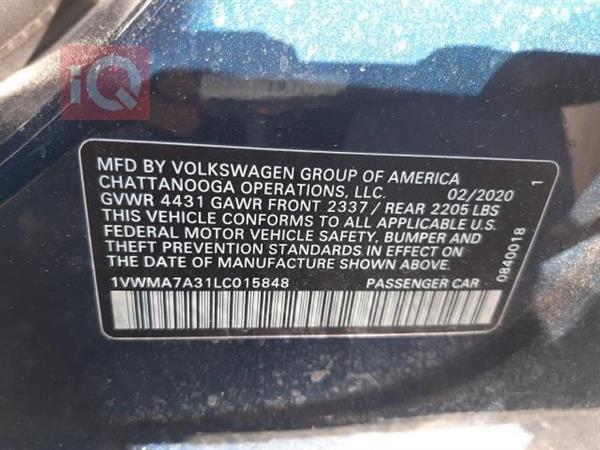 iQ
MFD BY VOLKSWAGEN GROUP OF AMERICA
CHATTANOOGA OPERATIONS, LLC. 02/2020 1
GVWR 4431 GAWR FRONT 2337 / REAR 2205 LBS
THIS VEHICLE CONFORMS TO ALL APPLICABLE U.S.
FEDERAL MOTOR VEHICLE SAFETY, BUMPER AND
THEFT PREVENTION STANDARDS IN EFFECT ON
THE DATE OF MANUFACTURE SHOWN ABOVE.
1VWMA7A31LC015848 PASSENGER CAR
0840018